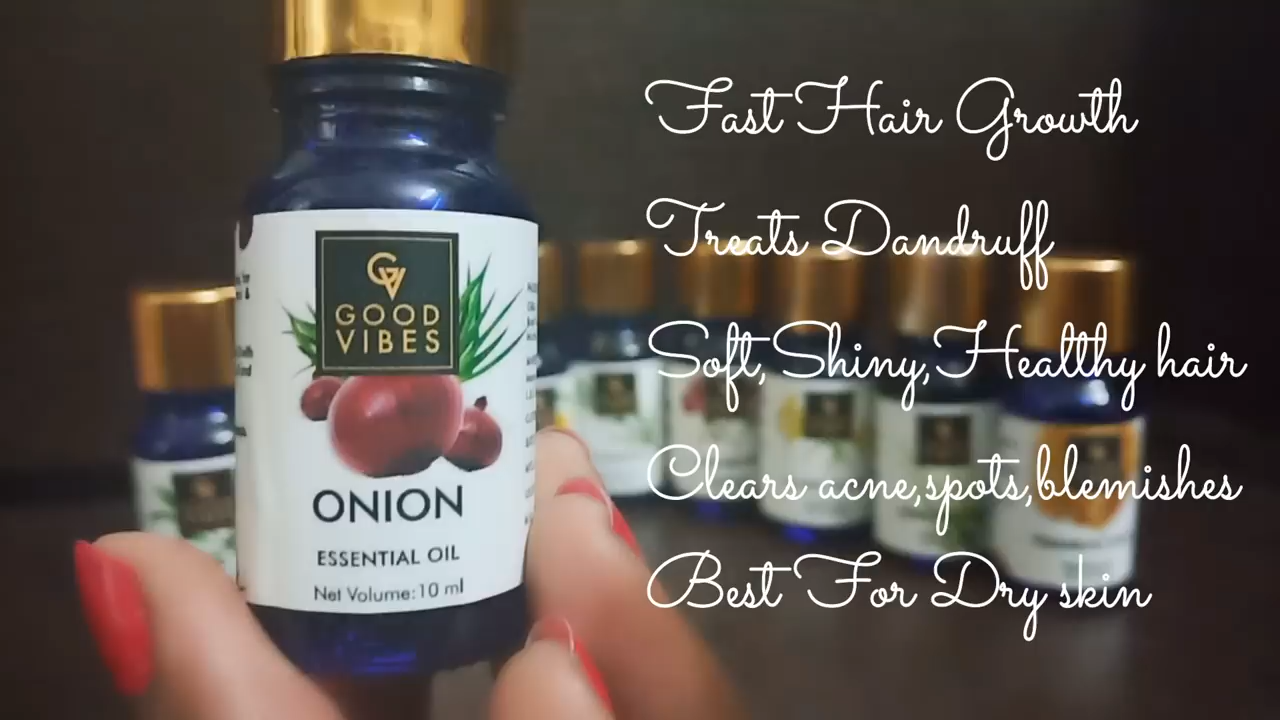 GV
GOOD
VIBES
ONION
ESSENTIAL OIL
Net Volume:10 ml
Fast Hair Growth
Treats Dandruff
Soft,Shiny,Healthy hair
Clears acne,spots,blemishes
Best For Dry skin